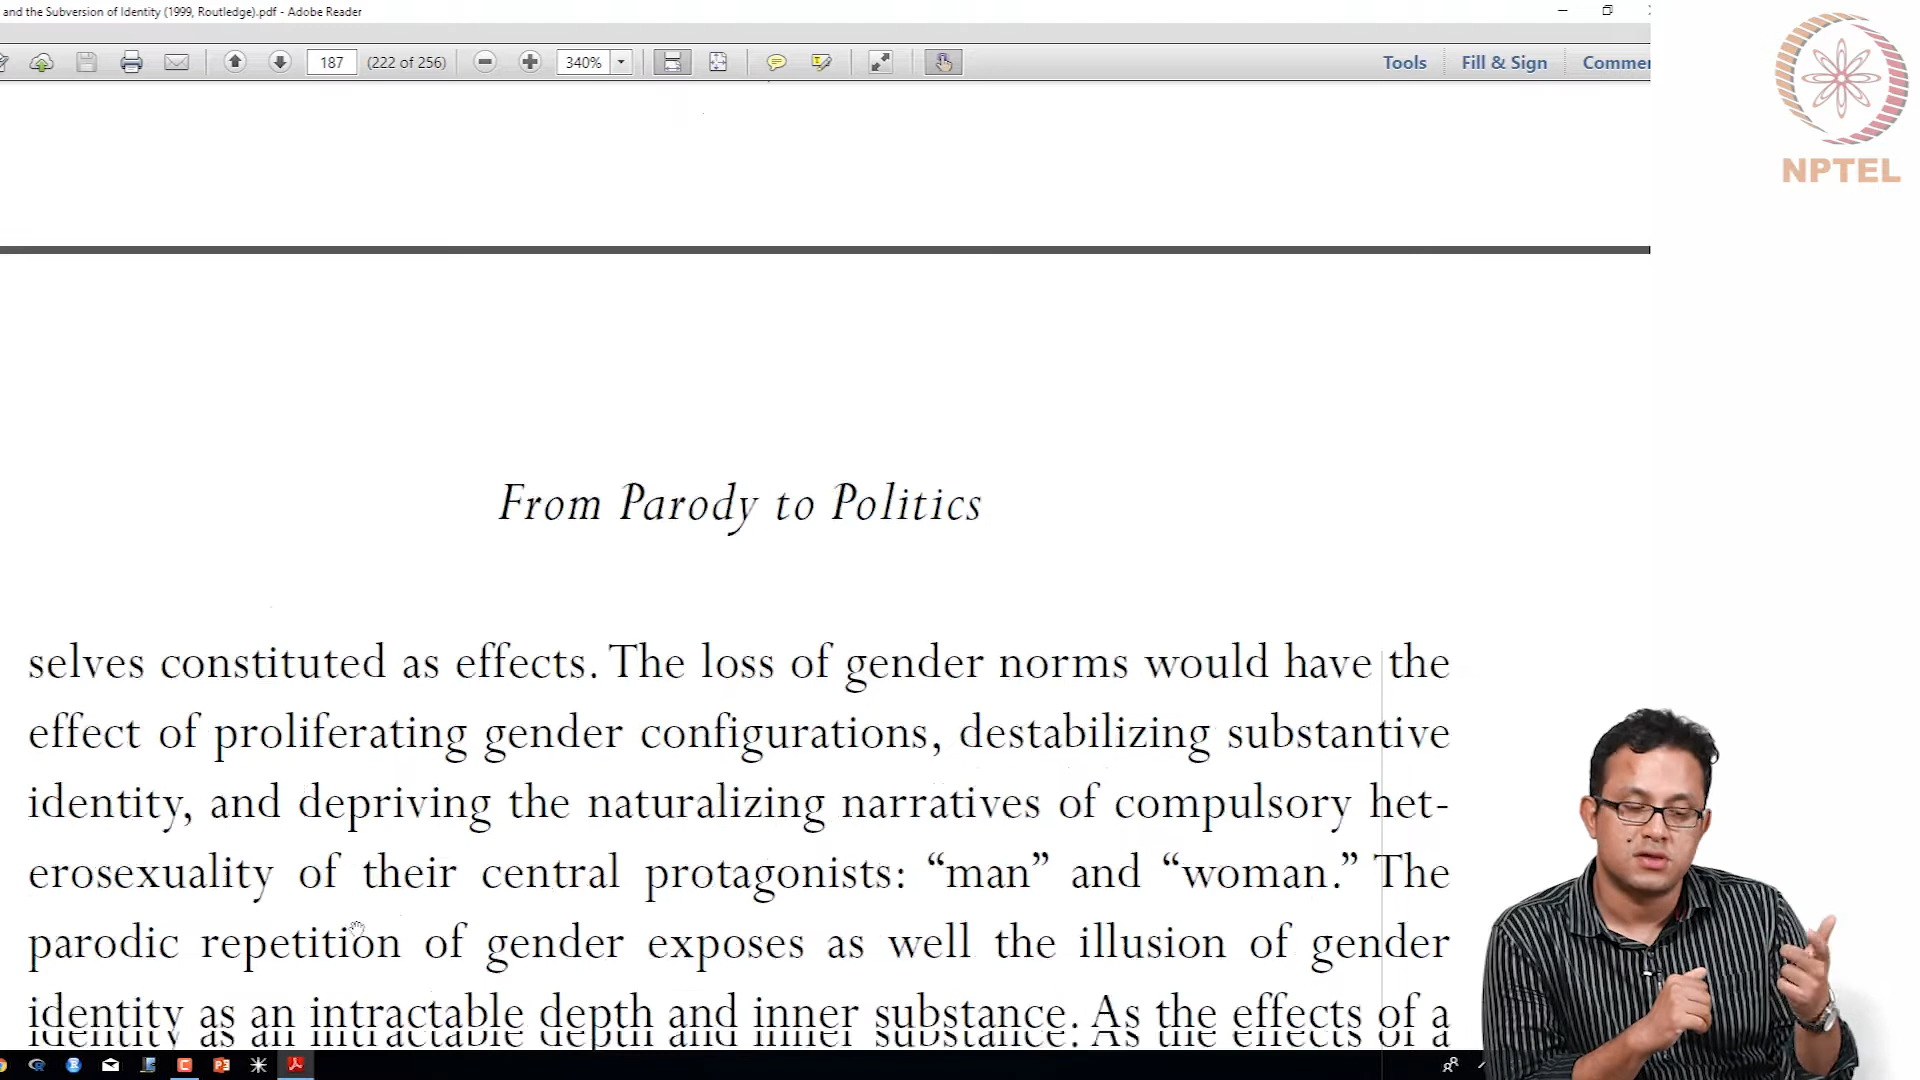 and the Subversion of Identity (1999, Routledge).pdf - Adobe Reader
187 (222 of 256) 340% Tools Fill & Sign
NPTEL
From Parody to Politics
selves constituted as effects. The loss of gender norms would have the
effect of proliferating gender configurations, destabilizing substantive
identity, and depriving the naturalizing narratives of compulsory het-
erosexuality of their central protagonists: “man” and “woman.” The
parodic repetition of gender exposes as well the illusion of gender
identity as an intractable depth and inner substance. As the effects of a